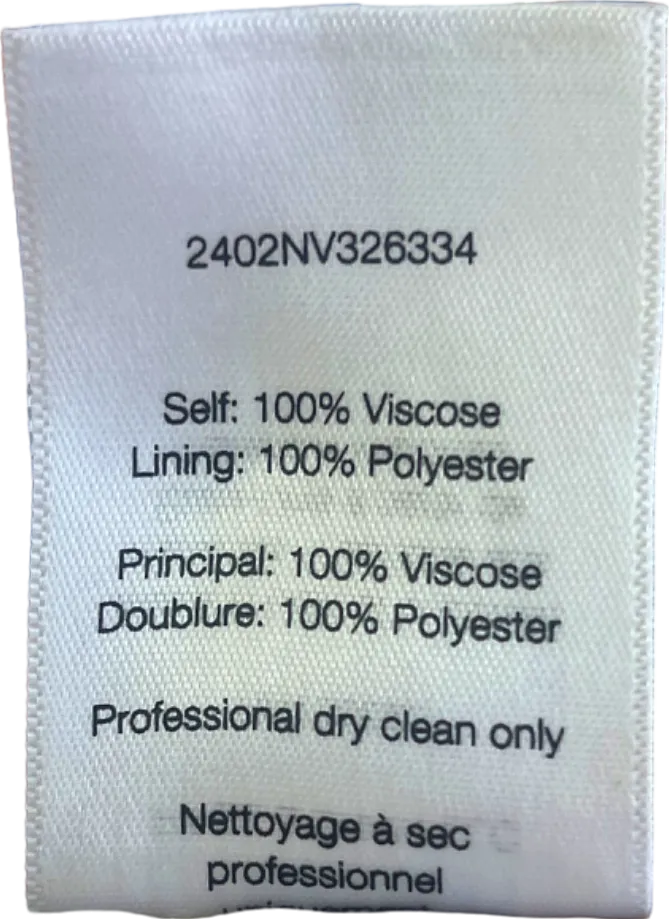 2402NV326334
Self: 100% Viscose
Lining: 100% Polyester
Principal: 100% Viscose
Doublure: 100% Polyester
Professional dry clean only
Nettoyage à sec
professionnel